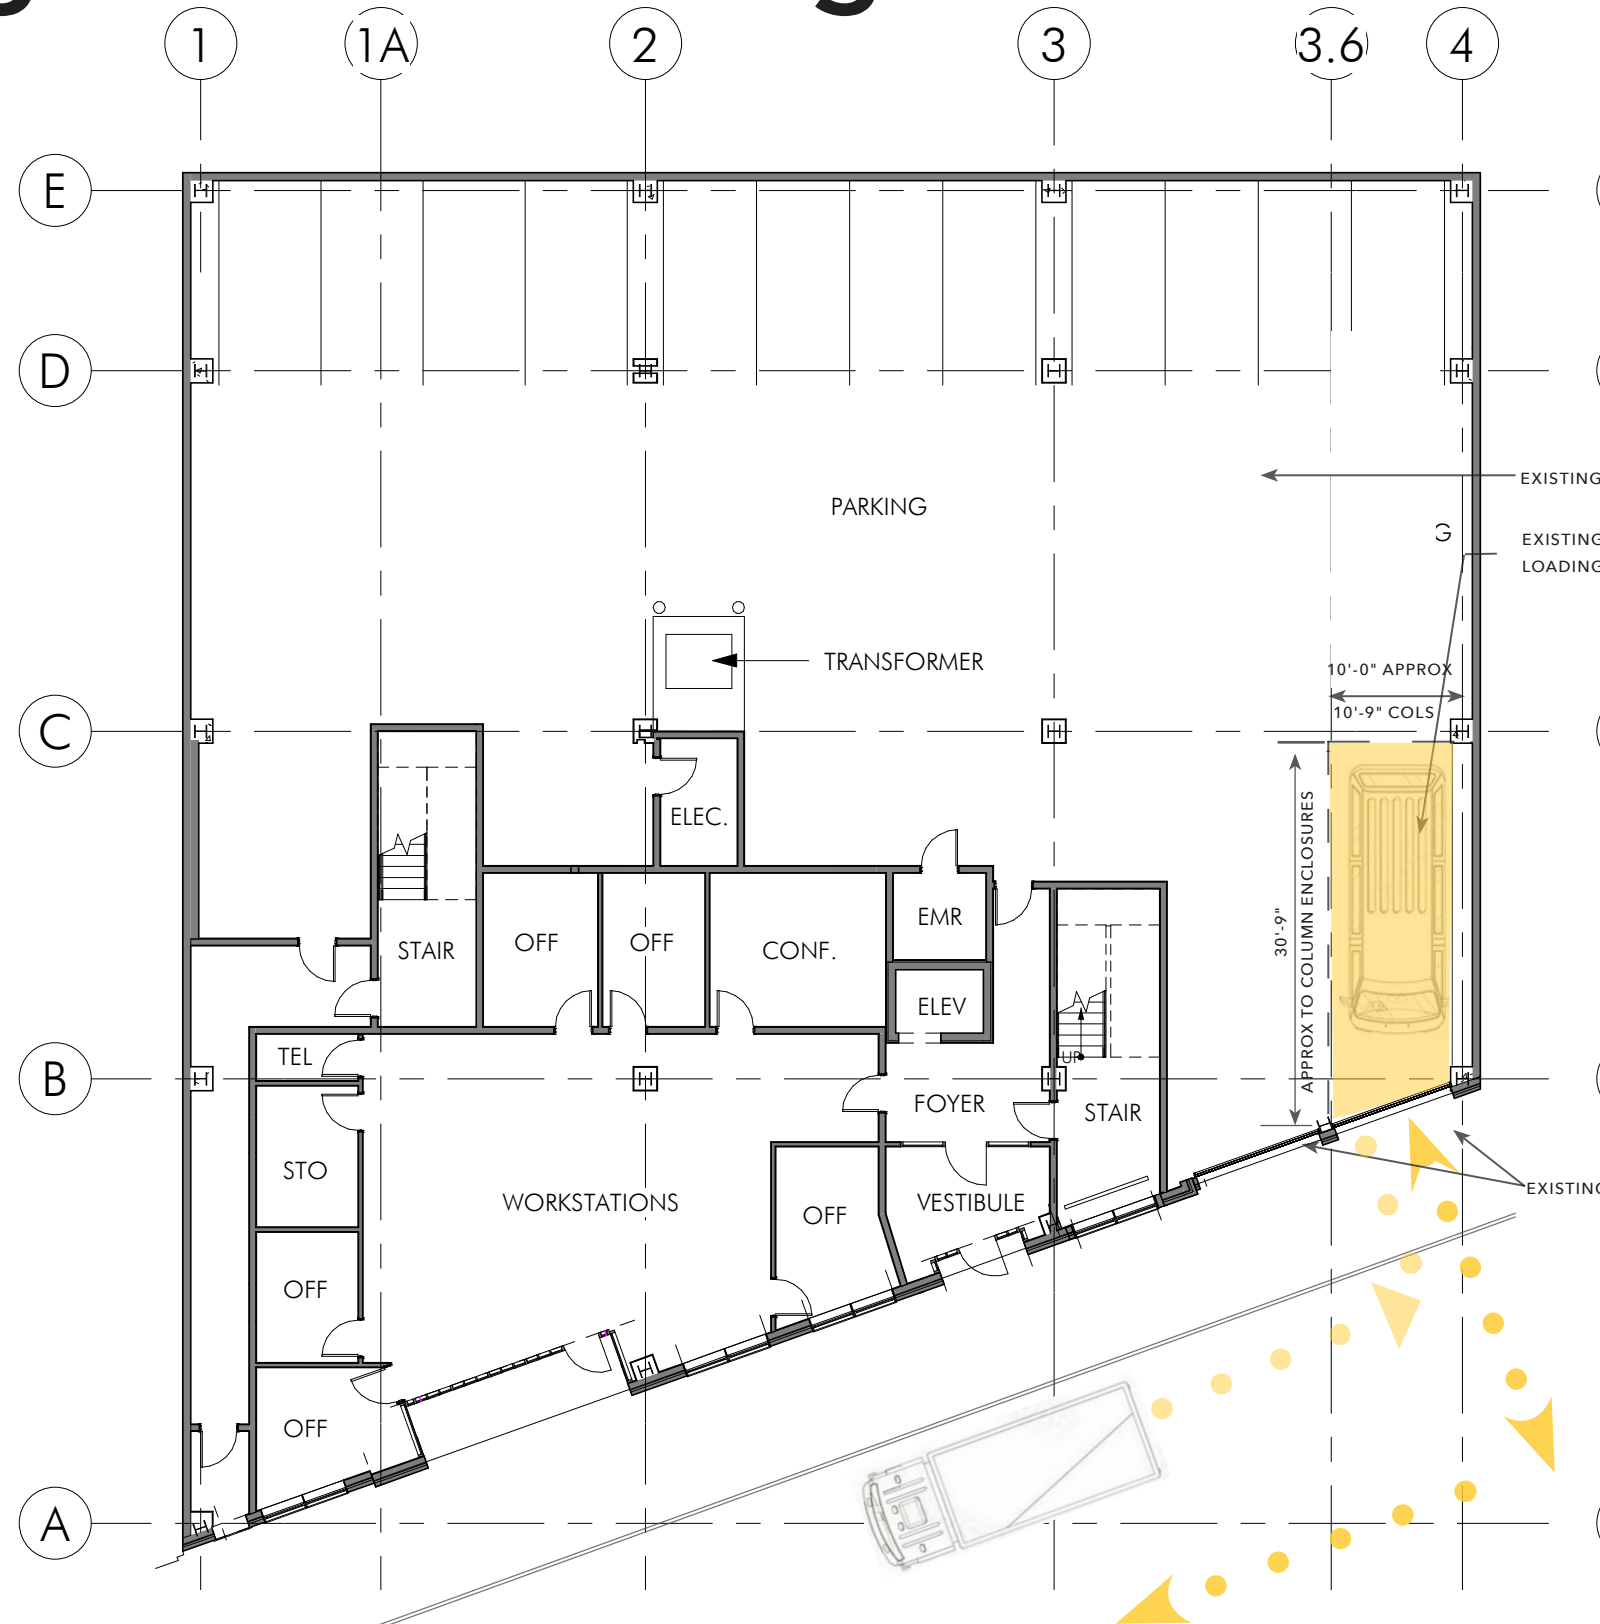 1
1A
2
3
3.6
4
E
D
EXISTING
PARKING
G
EXISTING
LOADING
TRANSFORMER
10'-0" APPROX
10'-9" COLS
C
ELEC.
30'-9"
APPROX TO COLUMN ENCLOSURES
EMR
STAIR
OFF
OFF
CONF.
ELEV
TEL
UP
B
FOYER
STAIR
STO
WORKSTATIONS
OFF
VESTIBULE
EXISTING
OFF
OFF
A